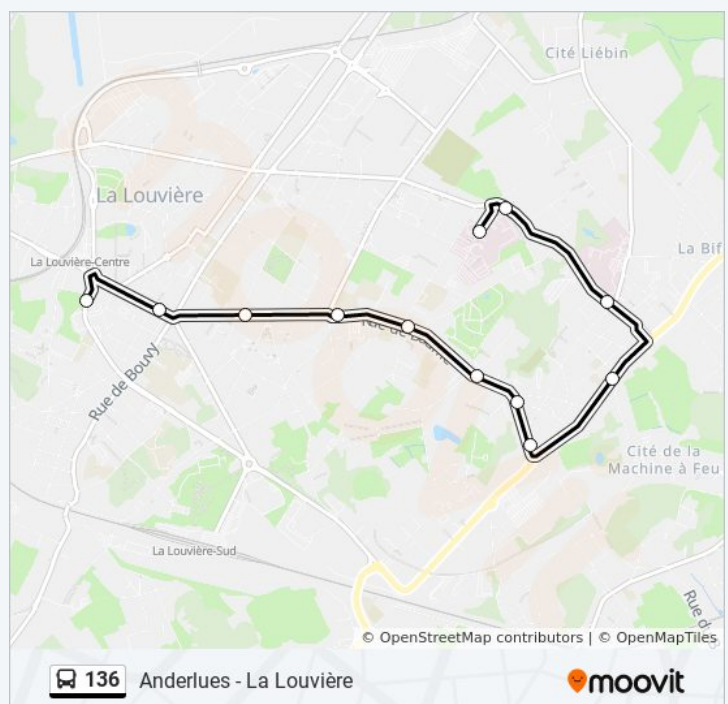 Cité Liébin
La Louvière
La Bif
La Louvière-Centre
Rue de Bouvy
Cité de la
Machine à Feu
La Louvière-Sud
© OpenStreetMap contributors | © OpenMapTiles
136 Anderlues - La Louvière
moovit